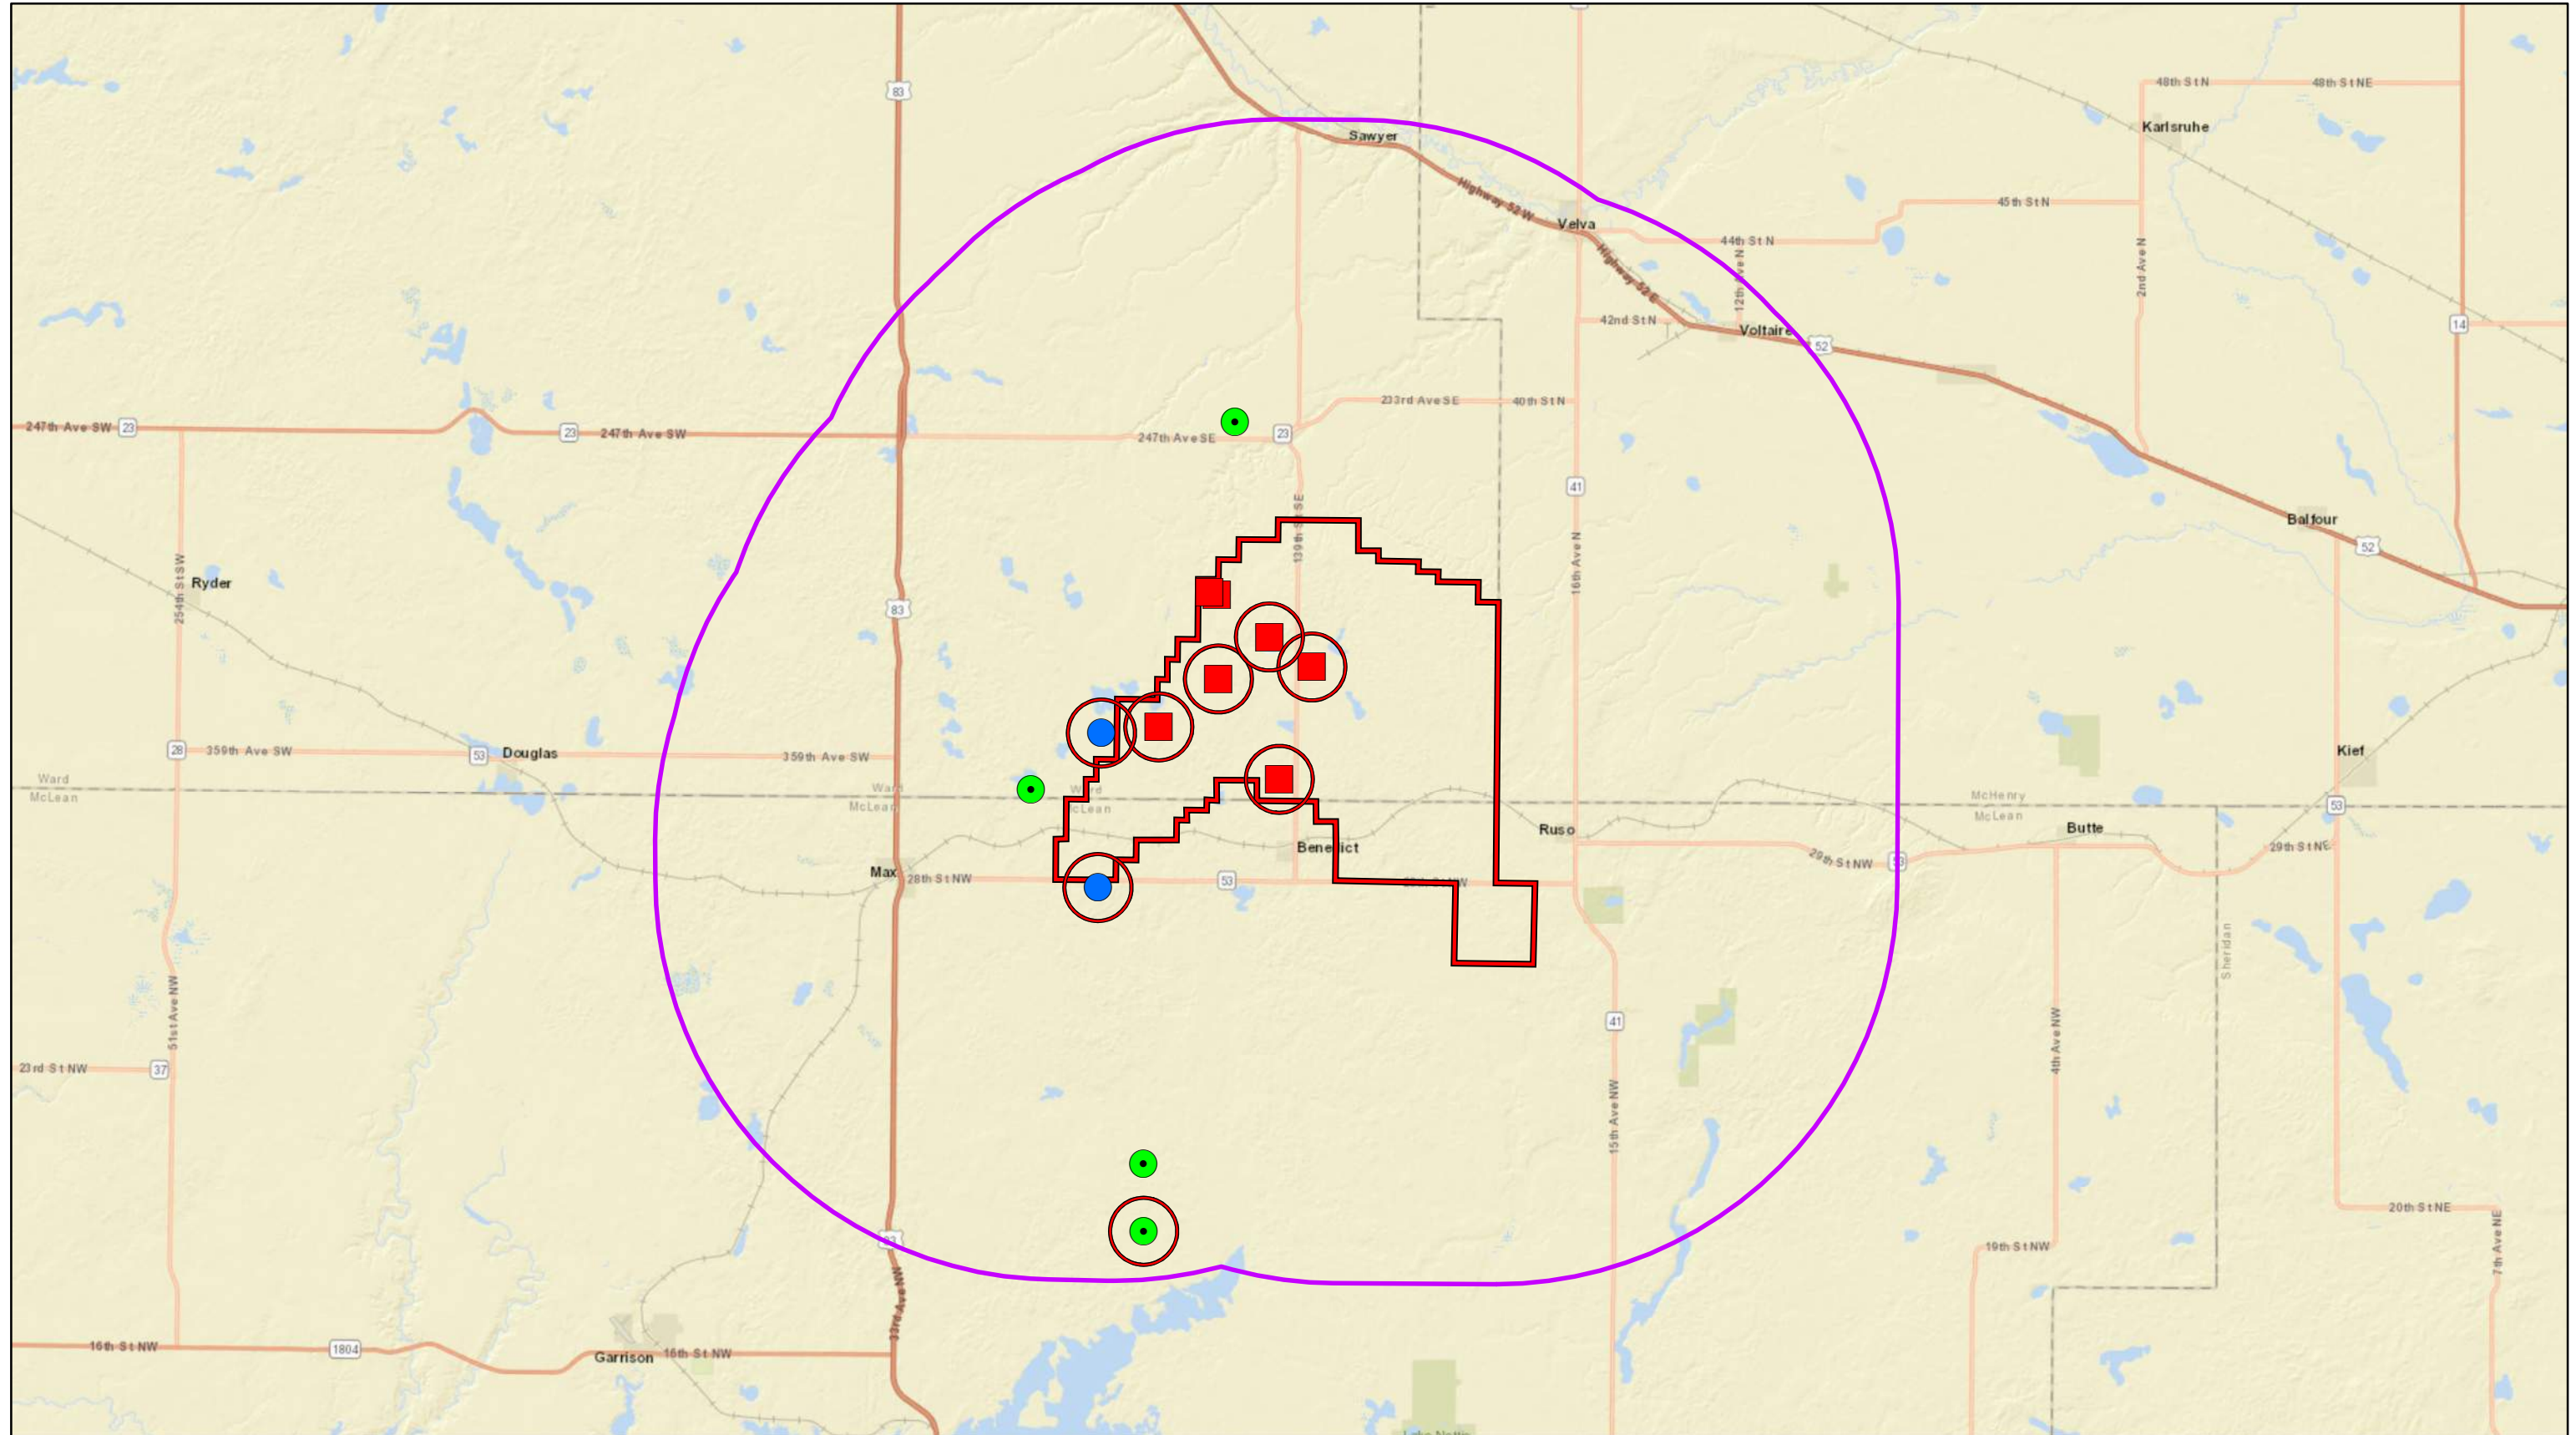 83
48th St N
48th St NE
Karlsruhe
Sawyer
Highway 52 W
45th St N
Velva
44th St N
12th Ave N
2nd Ave N
Highway 52 E
42nd St N
Voltaire
52
14
233rd Ave SE
40th St N
247th Ave SW
23
23
247th Ave SW
247th Ave SE
23
41
139th St SE
16th Ave N
Balfour
52
254th St SW
Ryder
83
28
359th Ave SW
53
Douglas
359th Ave SW
Kief
Ward
McLean
Ward
McLean
Ward
McLean
McHenry
McLean
53
Ruso
Butte
Benedict
29th St NW
53
29th St NE
Max
28th St NW
53
Sheridan
51st Ave NW
41
4th Ave NW
23rd St NW
37
15th Ave NW
20th St NE
7th Ave NE
83
19th St NW
33rd Ave NW
16th St NW
1804
Garrison
16th St NW